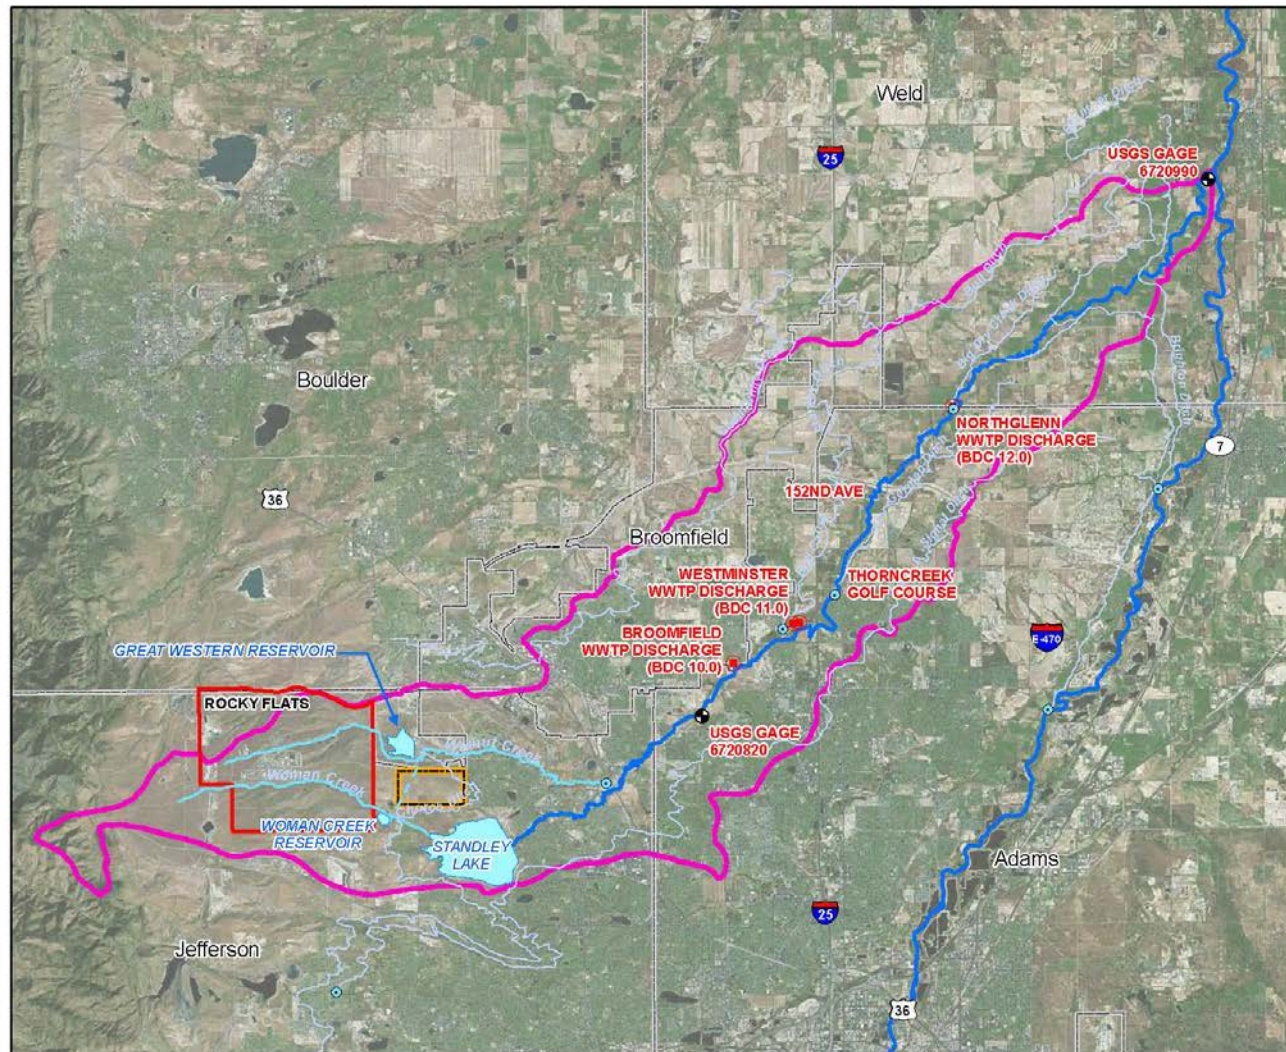 Weld
25
USGS GAGE
6720990
Boulder
36
Brighton Ditch
7
NORTHGLENN
WWTP DISCHARGE
(BDC 12.0)
152ND AVE
Broomfield
WESTMINSTER
WWTP DISCHARGE
(BDC 11.0)
THORNCREEK
GOLF COURSE
BROOMFIELD
WWTP DISCHARGE
(BDC 10.0)
E-470
GREAT WESTERN RESERVOIR
ROCKY FLATS
USGS GAGE
6720820
Walnut Creek
Woman Creek
WOMAN CREEK
RESERVOIR
STANDLEY
LAKE
Adams
25
Jefferson
36